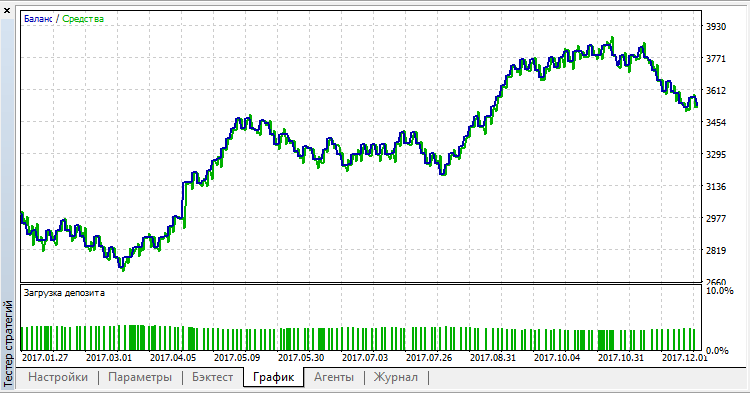 Баланс / Средства
3930
3771
3612
3454
3295
3136
2977
2819
2660
Загрузка депозита
10.0%
0.0%
2017.01.27 2017.03.01 2017.04.05 2017.05.09 2017.05.30 2017.07.03 2017.07.26 2017.08.31 2017.10.04 2017.10.31 2017.12.01
Тестер стратегий
Настройки | Параметры | Бэктест | График | Агенты | Журнал |